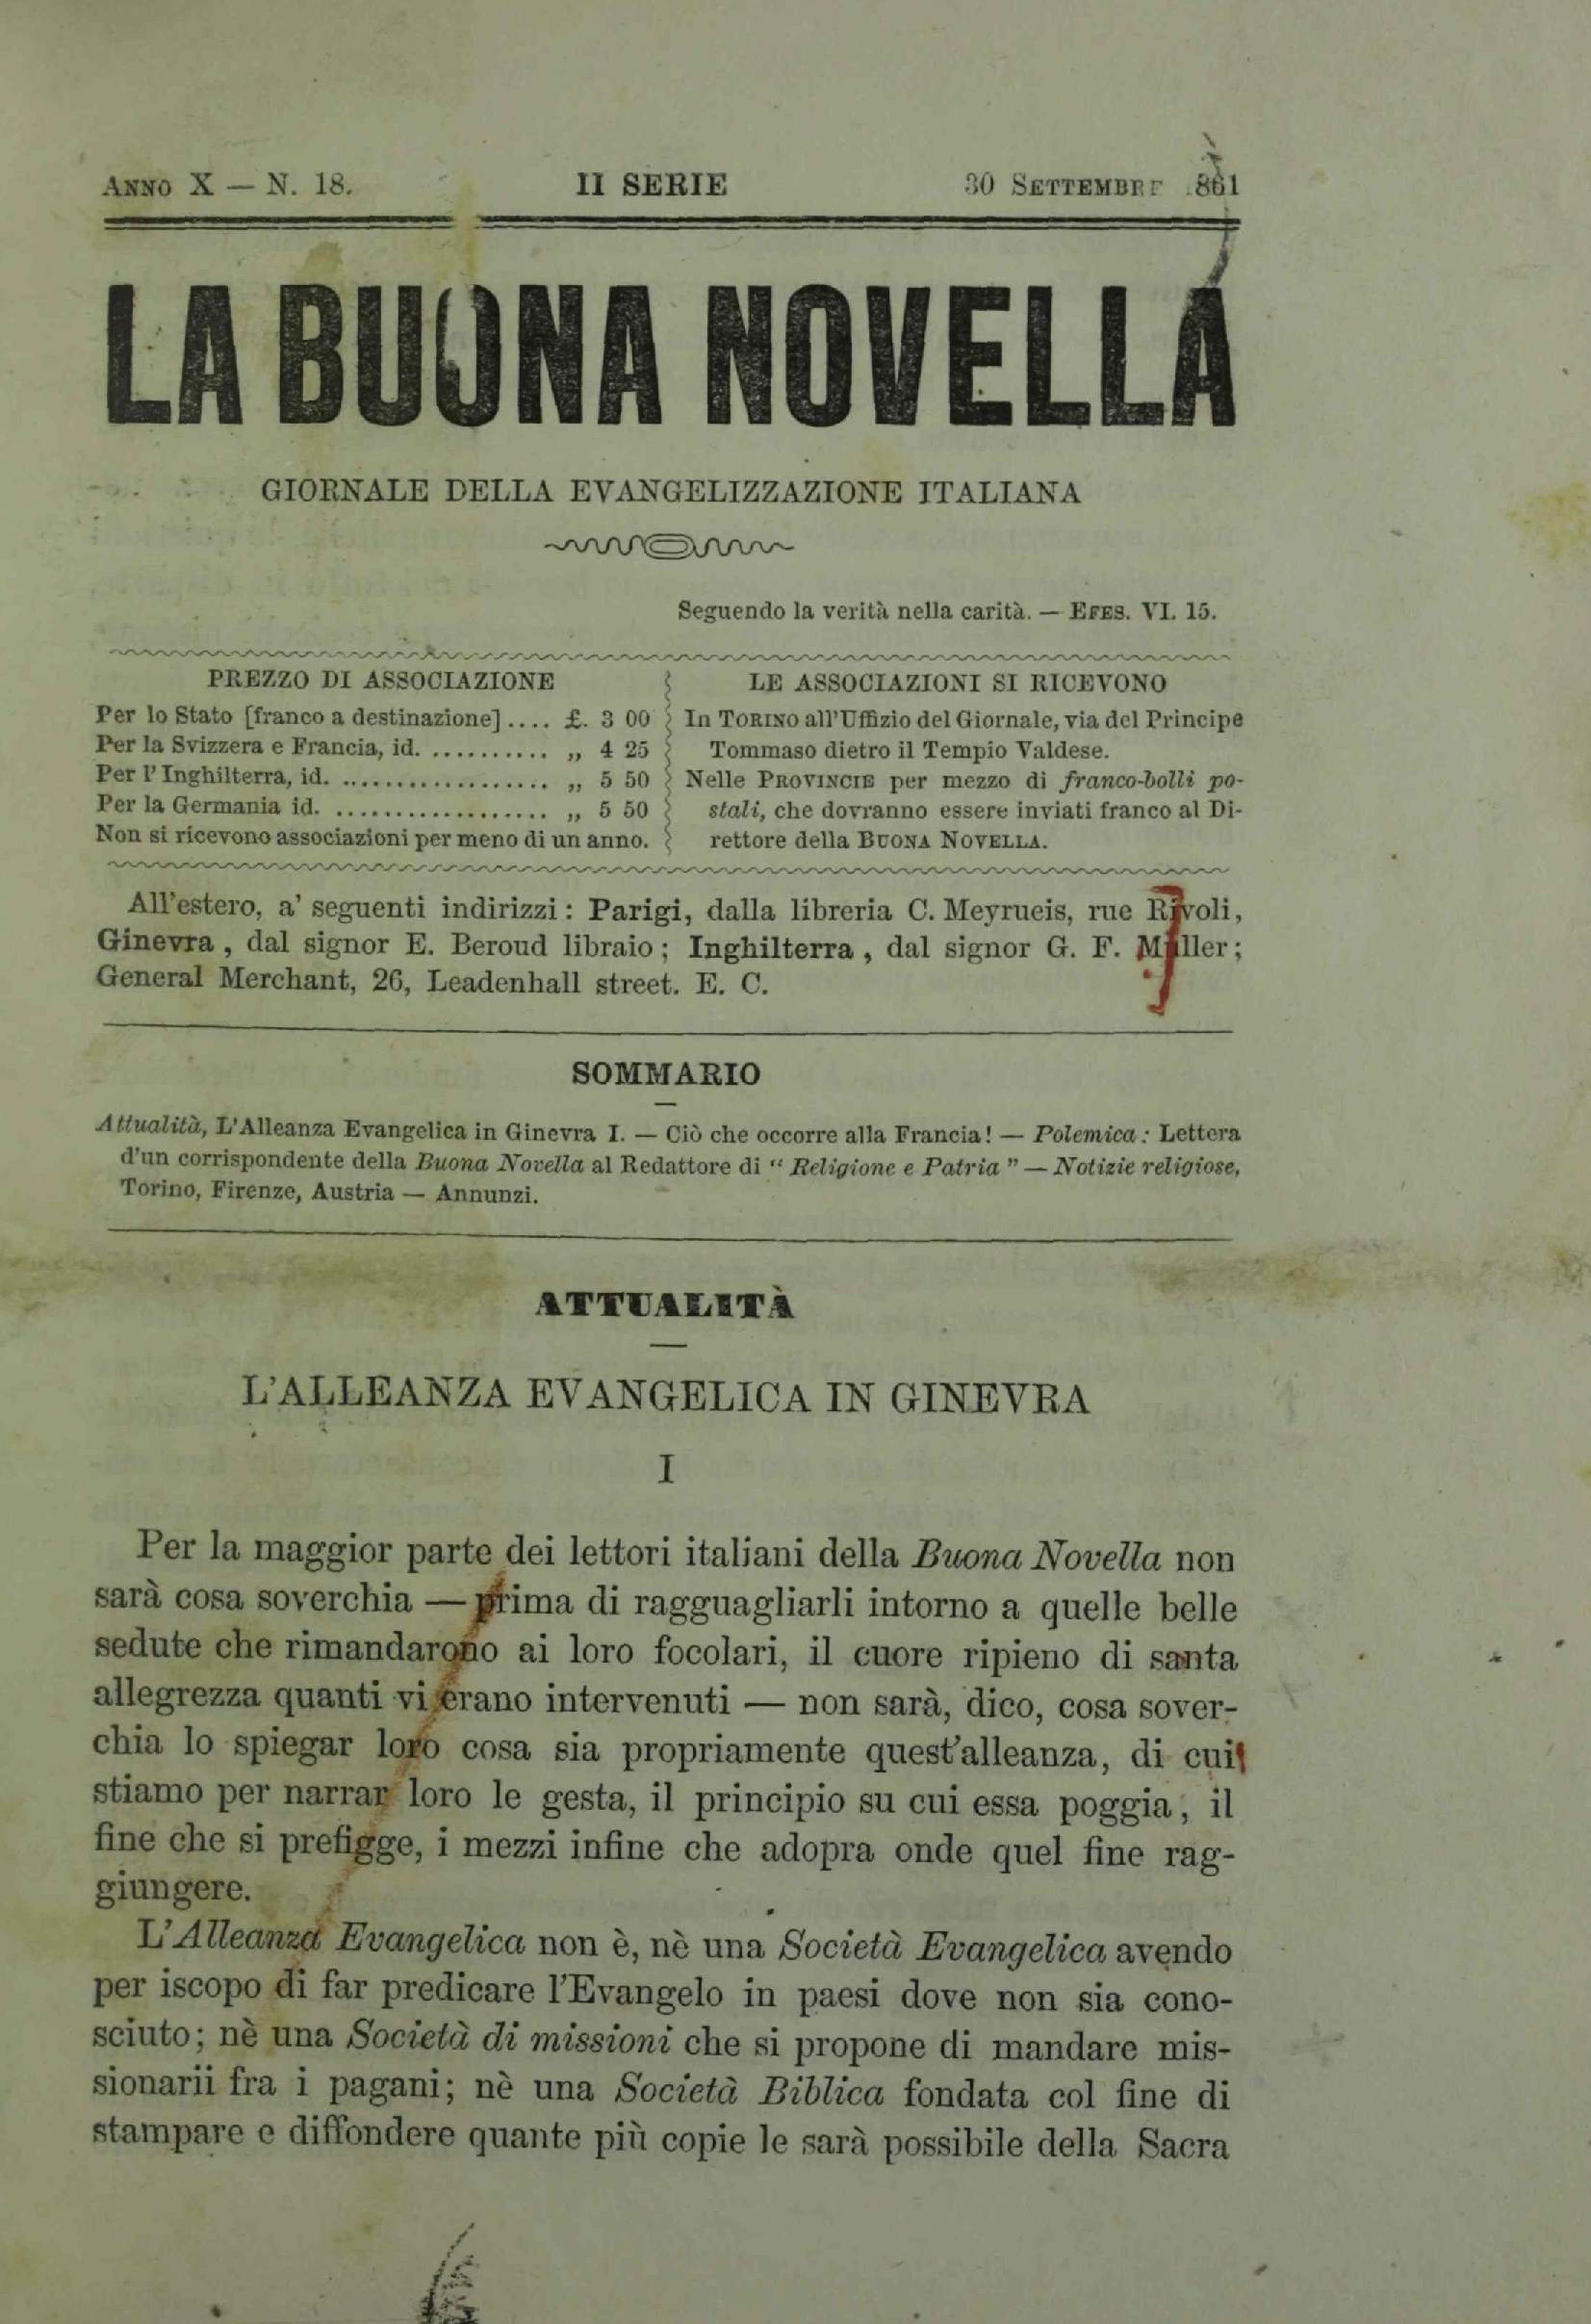 ANNO X — N. 18.
II SERIE
30 SETTEMBRE 1861
LA BUONA NOVELLA
GIORNALE DELLA EVANGELIZZAZIONE ITALIANA
Seguendo la verità nella carità. — EFES. VI. 15.
PREZZO DI ASSOCIAZIONE
Per lo Stato [franco a destinazione].... £. 3 00
Per la Svizzera e Francia, id. ........... „ 4 25
Per l'Inghilterra, id. .................. „ 5 50
Per la Germania id. .................. „ 5 50
Non si ricevono associazioni per meno di un anno.
LE ASSOCIAZIONI SI RICEVONO
In TORINO all'Uffizio del Giornale, via del Principe
Tommaso dietro il Tempio Valdese.
Nelle PROVINCIE per mezzo di franco-bolli po-
stali, che dovranno essere inviati franco al Di-
rettore della BUONA NOVELLA.
All'estero, a' seguenti indirizzi: Parigi, dalla libreria C. Meyrueis, rue Rivoli,
Ginevra, dal signor E. Beroud libraio; Inghilterra, dal signor G. F. Muller;
General Merchant, 26, Leadenhall street. E. C.
SOMMARIO
Attualità, L'Alleanza Evangelica in Ginevra I. — Ciò che occorre alla Francia! — Polemica: Lettera
d'un corrispondente della Buona Novella al Redattore di “ Religione e Patria ” — Notizie religiose,
Torino, Firenze, Austria — Annunzi.
ATTUALITÀ
L'ALLEANZA EVANGELICA IN GINEVRA
I
Per la maggior parte dei lettori italiani della Buona Novella non
sarà cosa soverchia — prima di ragguagliarli intorno a quelle belle
sedute che rimandarono ai loro focolari, il cuore ripieno di santa
allegrezza quanti vi erano intervenuti — non sarà, dico, cosa sover-
chia lo spiegar loro cosa sia propriamente quest'alleanza, di cui
stiamo per narrar loro le gesta, il principio su cui essa poggia, il
fine che si prefigge, i mezzi infine che adopra onde quel fine rag-
giungere.
L'Alleanza Evangelica non è, nè una Società Evangelica avendo
per iscopo di far predicare l'Evangelo in paesi dove non sia cono-
sciuto; nè una Società di missioni che si propone di mandare mis-
sionarii fra i pagani; nè una Società Biblica fondata col fine di
stampare e diffondere quante più copie le sarà possibile della Sacra